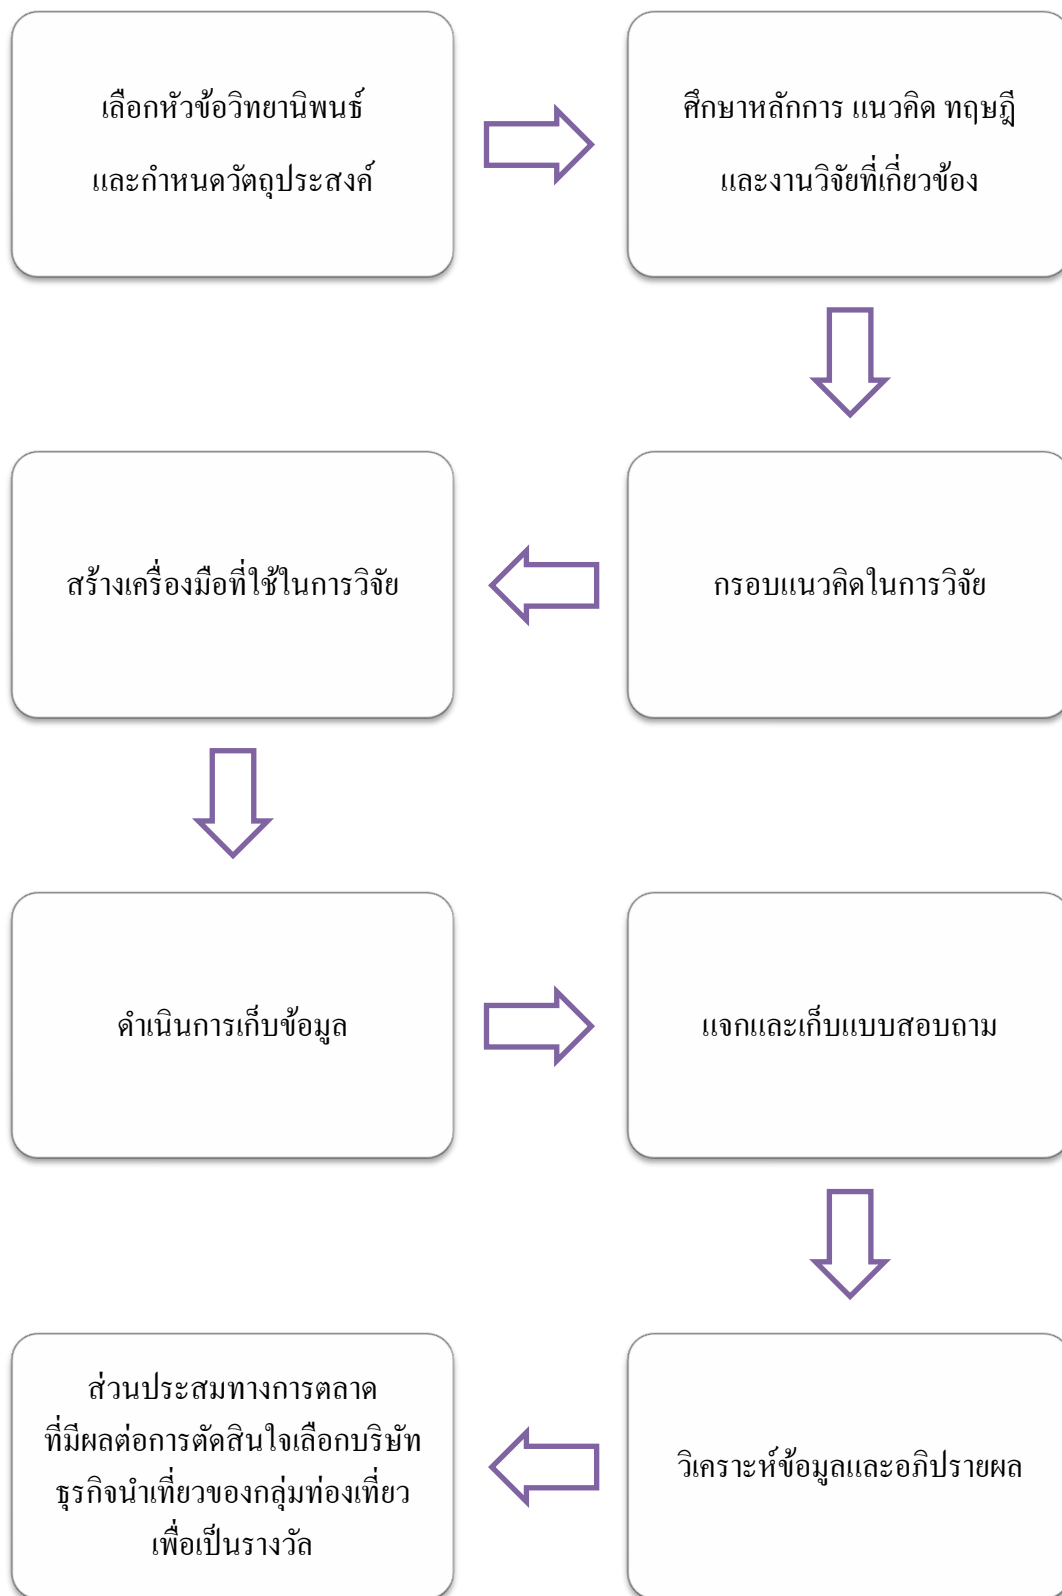 เลือกหัวข้อวิทยานิพนธ์
และกำหนดวัตถุประสงค์
ศึกษาหลักการ แนวคิด ทฤษฎี
และงานวิจัยที่เกี่ยวข้อง
กรอบแนวคิดในการวิจัย
สร้างเครื่องมือที่ใช้ในการวิจัย
ดำเนินการเก็บข้อมูล
แจกและเก็บแบบสอบถาม
วิเคราะห์ข้อมูลและอภิปรายผล
ส่วนประสมทางการตลาด
ที่มีผลต่อการตัดสินใจเลือกบริษัท
ธุรกิจนำเที่ยวของกลุ่มท่องเที่ยว
เพื่อเป็นรางวัล